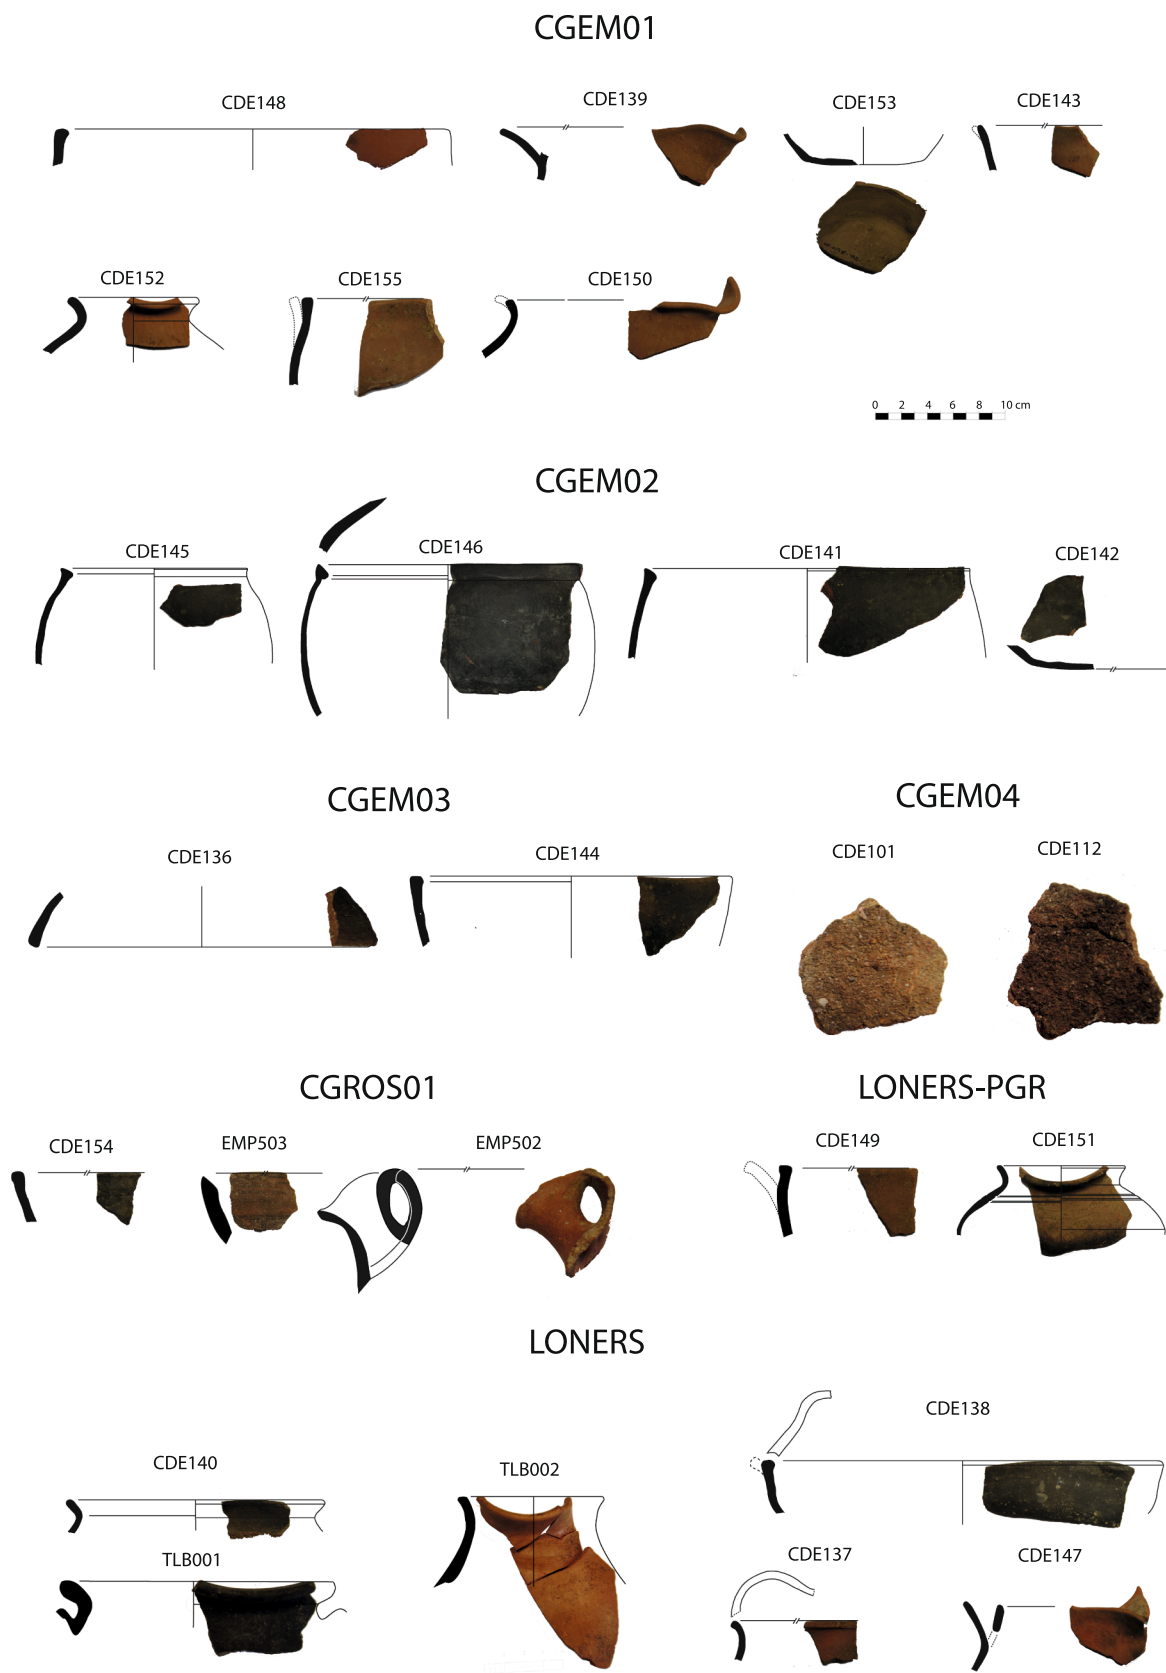 CGEM01
CDE148
CDE139
CDE153
CDE143
CDE152
CDE155
CDE150
0 2 4 6 8 10 cm
CGEM02
CDE145
CDE146
CDE141
CDE142
CGEM03
CGEM04
CDE136
CDE144
CDE101
CDE112
CGROS01
LONERS-PGR
CDE154
EMP503
EMP502
CDE149
CDE151
LONERS
CDE138
CDE140
TLB002
TLB001
CDE137
CDE147